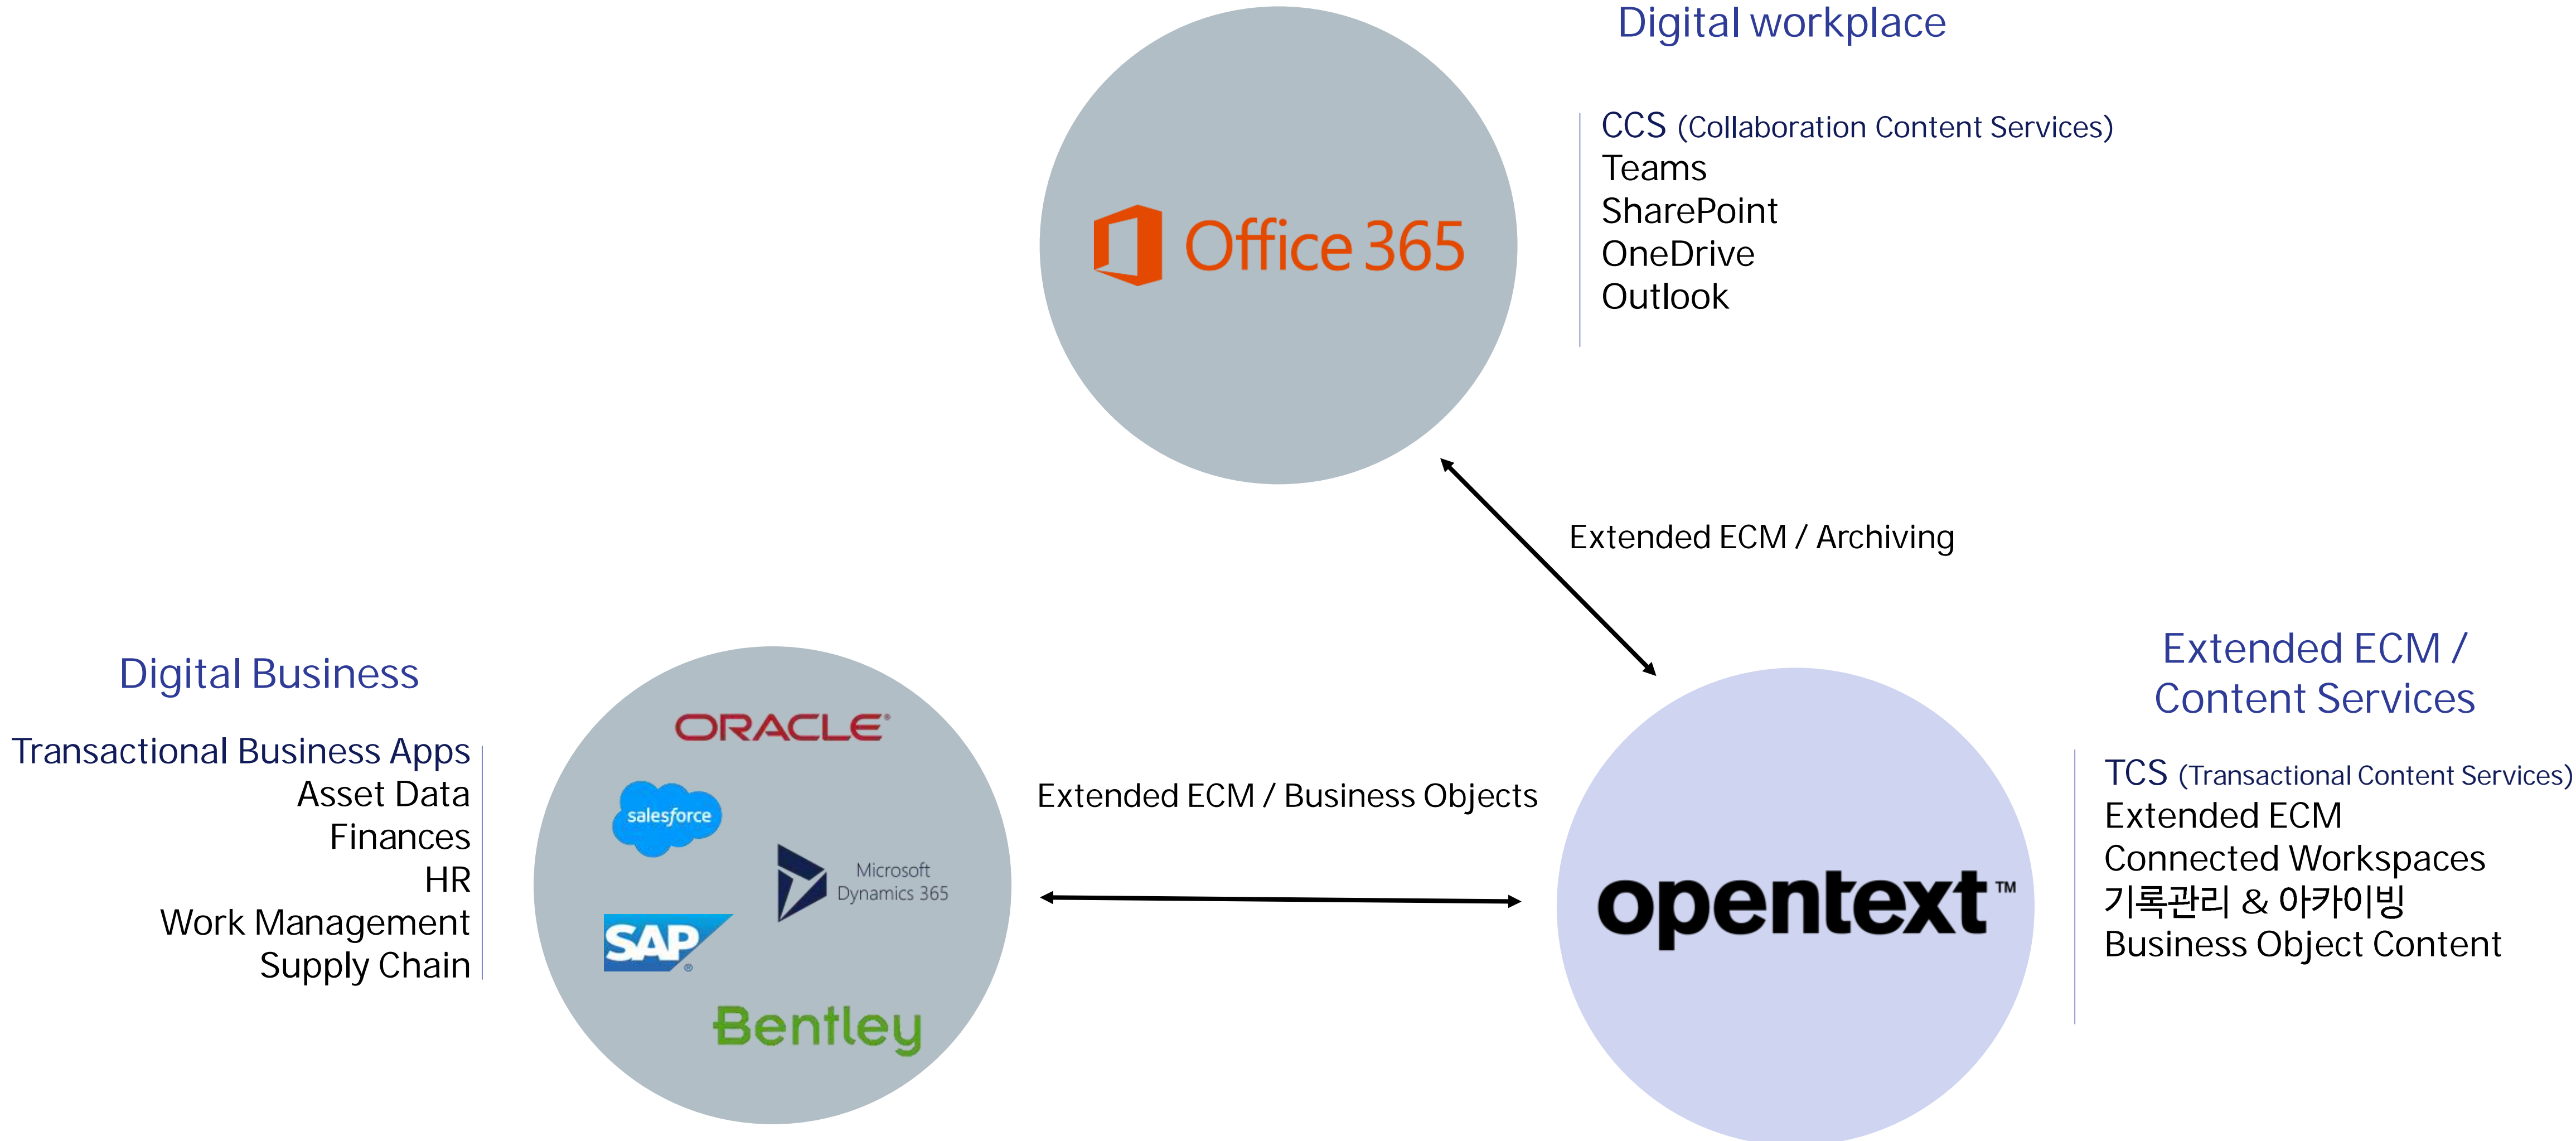 Digital workplace
CCS (Collaboration Content Services)
Teams
SharePoint
OneDrive
Outlook
Office 365
Extended ECM / Archiving
Digital Business
Transactional Business Apps
Asset Data
Finances
HR
Work Management
Supply Chain
ORACLE®
salesforce
Microsoft
Dynamics 365
SAP®
Bentley
Extended ECM / Business Objects
opentext™
Extended ECM /
Content Services
TCS (Transactional Content Services)
Extended ECM
Connected Workspaces
기록관리 & 아카이빙
Business Object Content